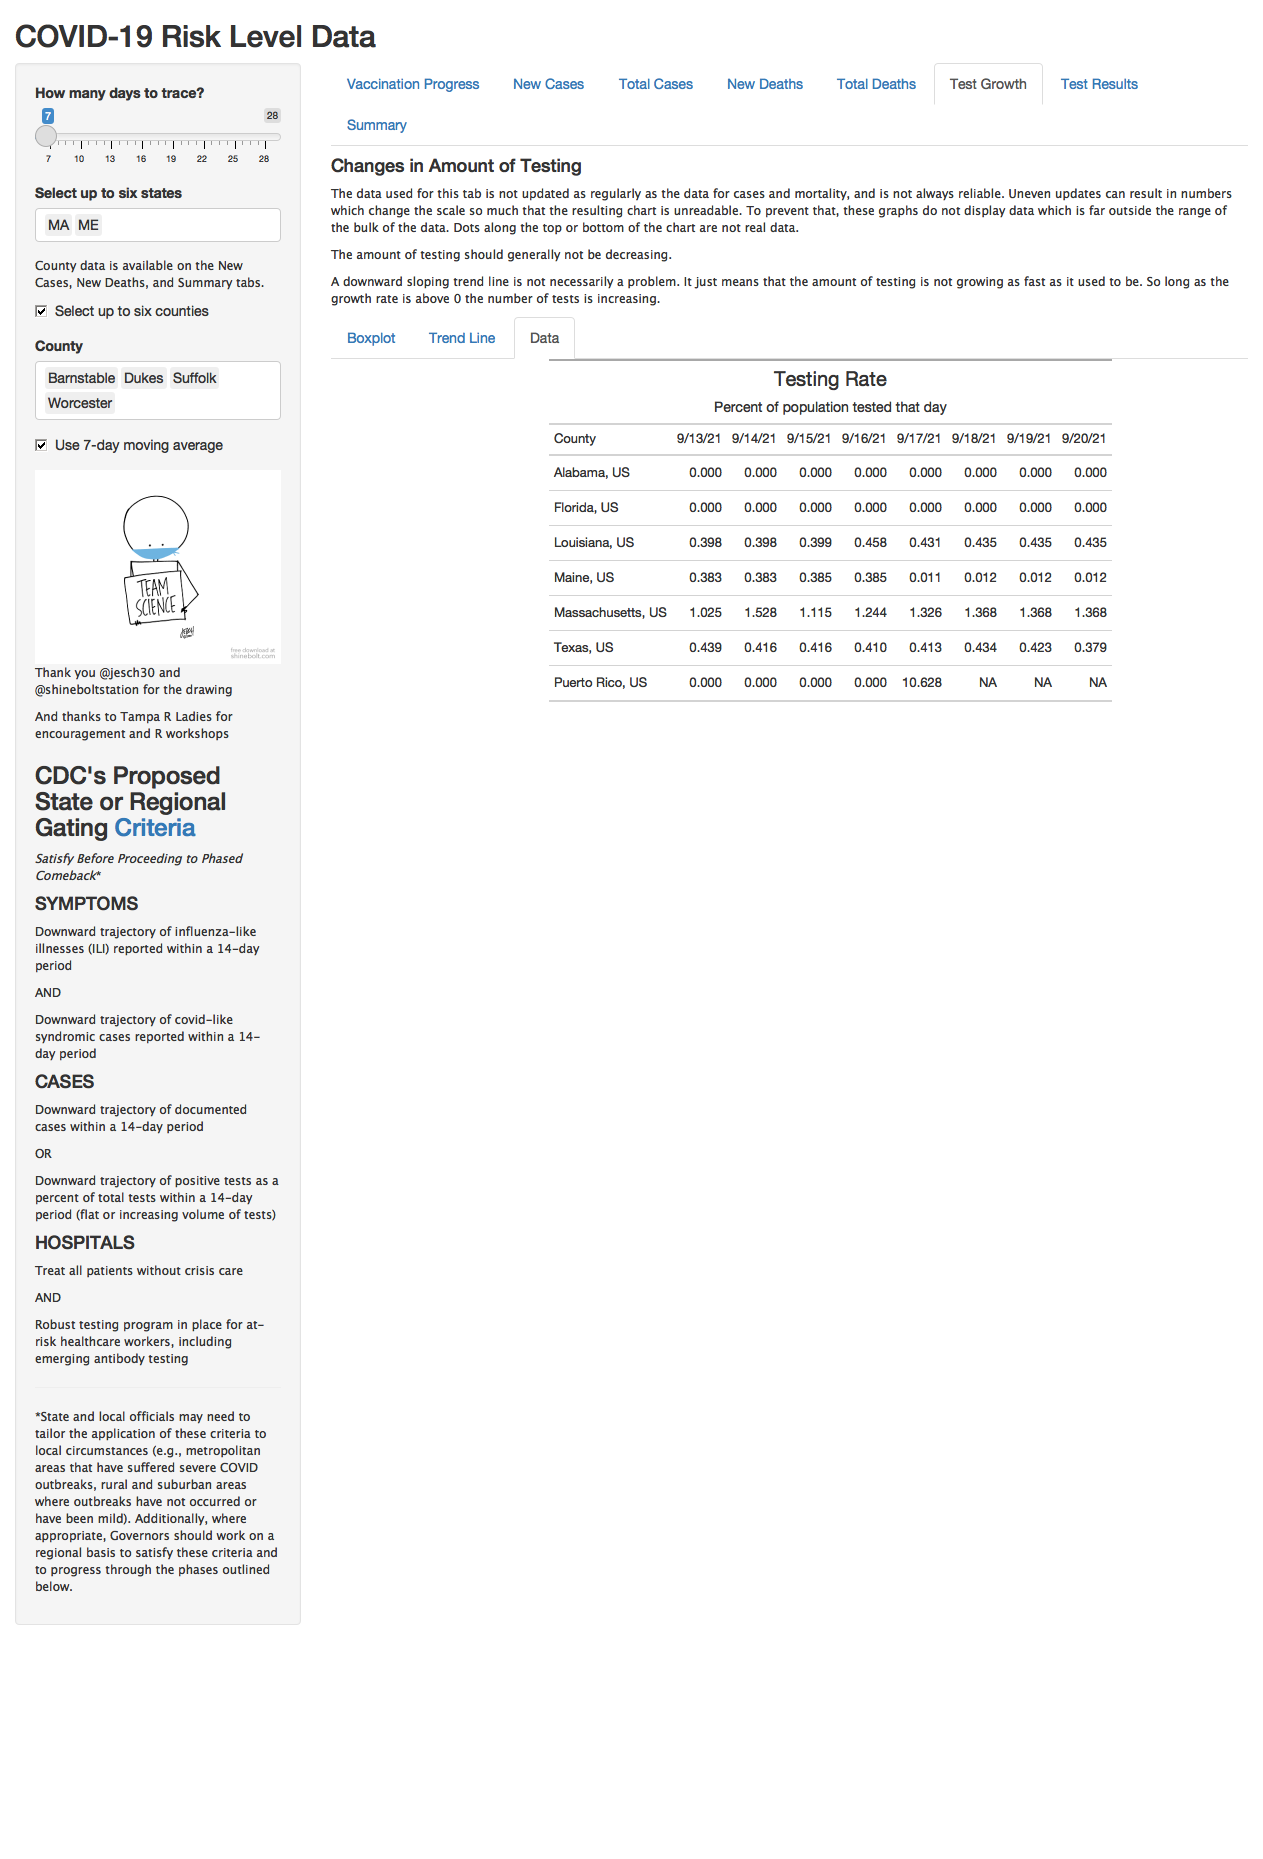 COVID-19 Risk Level Data
How many days to trace?
7 28
7 10 13 16 19 22 25 28
Select up to six states
MA ME
County data is available on the New
Cases, New Deaths, and Summary tabs.
Select up to six counties
County
Barnstable Dukes Suffolk
Worcester
Use 7-day moving average
TEAM
SCIENCE
free download at
shinebolt.com
Thank you @jesch30 and
@shineboltstation for the drawing
And thanks to Tampa R Ladies for
encouragement and R workshops
CDC's Proposed
State or Regional
Gating Criteria
Satisfy Before Proceeding to Phased
Comeback*
SYMPTOMS
Downward trajectory of influenza-like
illnesses (ILI) reported within a 14-day
period
AND
Downward trajectory of covid-like
syndromic cases reported within a 14-
day period
CASES
Downward trajectory of documented
cases within a 14-day period
OR
Downward trajectory of positive tests as a
percent of total tests within a 14-day
period (flat or increasing volume of tests)
HOSPITALS
Treat all patients without crisis care
AND
Robust testing program in place for at-
risk healthcare workers, including
emerging antibody testing
*State and local officials may need to
tailor the application of these criteria to
local circumstances (e.g., metropolitan
areas that have suffered severe COVID
outbreaks, rural and suburban areas
where outbreaks have not occurred or
have been mild). Additionally, where
appropriate, Governors should work on a
regional basis to satisfy these criteria and
to progress through the phases outlined
below.
Vaccination Progress New Cases Total Cases New Deaths Total Deaths Test Growth Test Results
Summary
Changes in Amount of Testing
The data used for this tab is not updated as regularly as the data for cases and mortality, and is not always reliable. Uneven updates can result in numbers
which change the scale so much that the resulting chart is unreadable. To prevent that, these graphs do not display data which is far outside the range of
the bulk of the data. Dots along the top or bottom of the chart are not real data.
The amount of testing should generally not be decreasing.
A downward sloping trend line is not necessarily a problem. It just means that the amount of testing is not growing as fast as it used to be. So long as the
growth rate is above 0 the number of tests is increasing.
Boxplot Trend Line Data
Testing Rate
Percent of population tested that day
County 9/13/21 9/14/21 9/15/21 9/16/21 9/17/21 9/18/21 9/19/21 9/20/21
Alabama, US 0.000 0.000 0.000 0.000 0.000 0.000 0.000 0.000
Florida, US 0.000 0.000 0.000 0.000 0.000 0.000 0.000 0.000
Louisiana, US 0.398 0.398 0.399 0.458 0.431 0.435 0.435 0.435
Maine, US 0.383 0.383 0.385 0.385 0.011 0.012 0.012 0.012
Massachusetts, US 1.025 1.528 1.115 1.244 1.326 1.368 1.368 1.368
Texas, US 0.439 0.416 0.416 0.410 0.413 0.434 0.423 0.379
Puerto Rico, US 0.000 0.000 0.000 0.000 10.628 NA NA NA